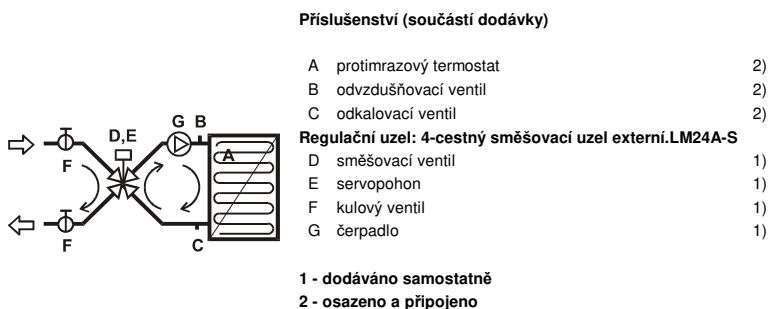 Příslušenství (součástí dodávky)
A protimrazový termostat 2)
B odvzdušňovací ventil 2)
C odkalovací ventil 2)
Regulační uzel: 4-cestný směšovací uzel externí.LM24A-S
D směšovací ventil 1)
E servopohon 1)
F kulový ventil 1)
G čerpadlo 1)
1 - dodáváno samostatně
2 - osazeno a připojeno
G B
D,E
A
F
F
C